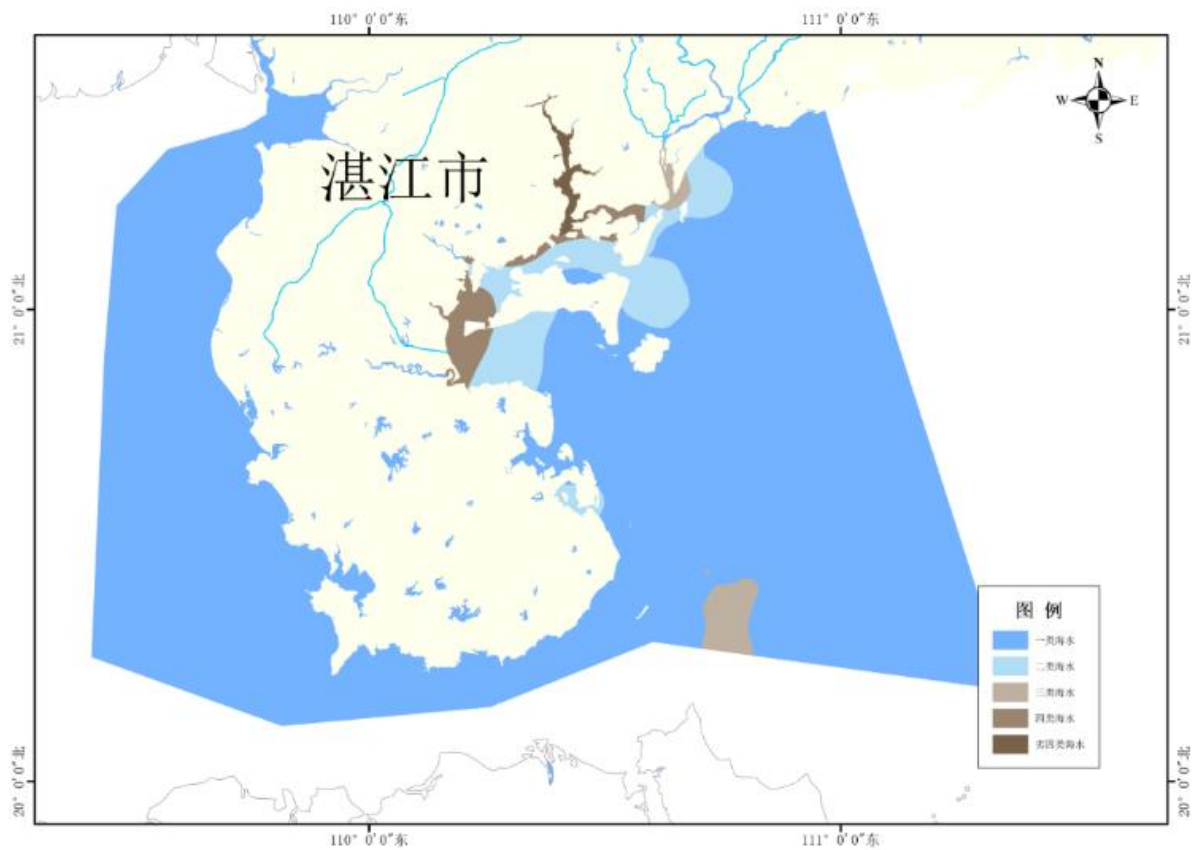 110° 0′0″东
111° 0′0″东
N
W
E
S
湛江市
21° 0′0″北
21° 0′0″北
图 例
一类海水
二类海水
三类海水
四类海水
劣四类海水
20° 0′0″北
20° 0′0″北
110° 0′0″东
111° 0′0″东